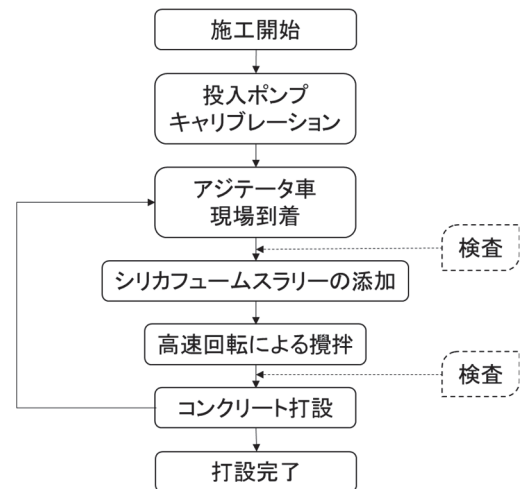 施工開始
投入ポンプ
キャリブレーション
アジテータ車
現場到着
検査
シリカフュームスラリーの添加
高速回転による攪拌
検査
コンクリート打設
打設完了